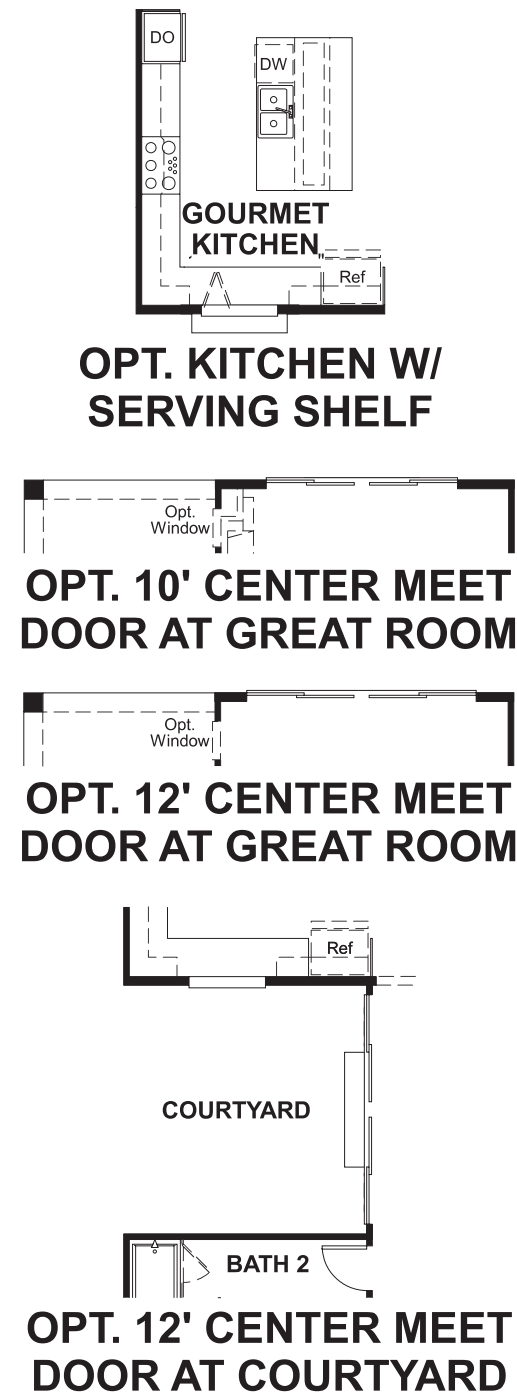 DO
DW
GOURMET
KITCHEN
Ref
OPT. KITCHEN W/
SERVING SHELF
Opt.
Window
OPT. 10' CENTER MEET
DOOR AT GREAT ROOM
Opt.
Window
OPT. 12' CENTER MEET
DOOR AT GREAT ROOM
Ref
COURTYARD
BATH 2
OPT. 12' CENTER MEET
DOOR AT COURTYARD